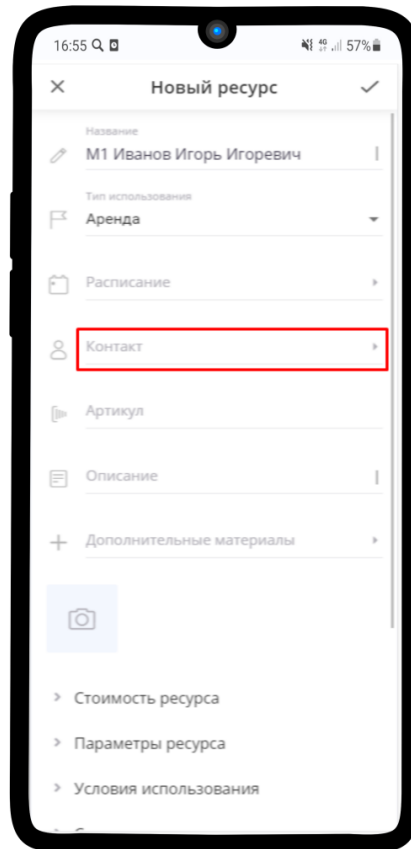 16:55 4G 57%
Новый ресурс
Название
М1 Иванов Игорь Игоревич
Тип использования
Аренда
Расписание
Контакт
Артикул
Описание
Дополнительные материалы
Стоимость ресурса
Параметры ресурса
Условия использования